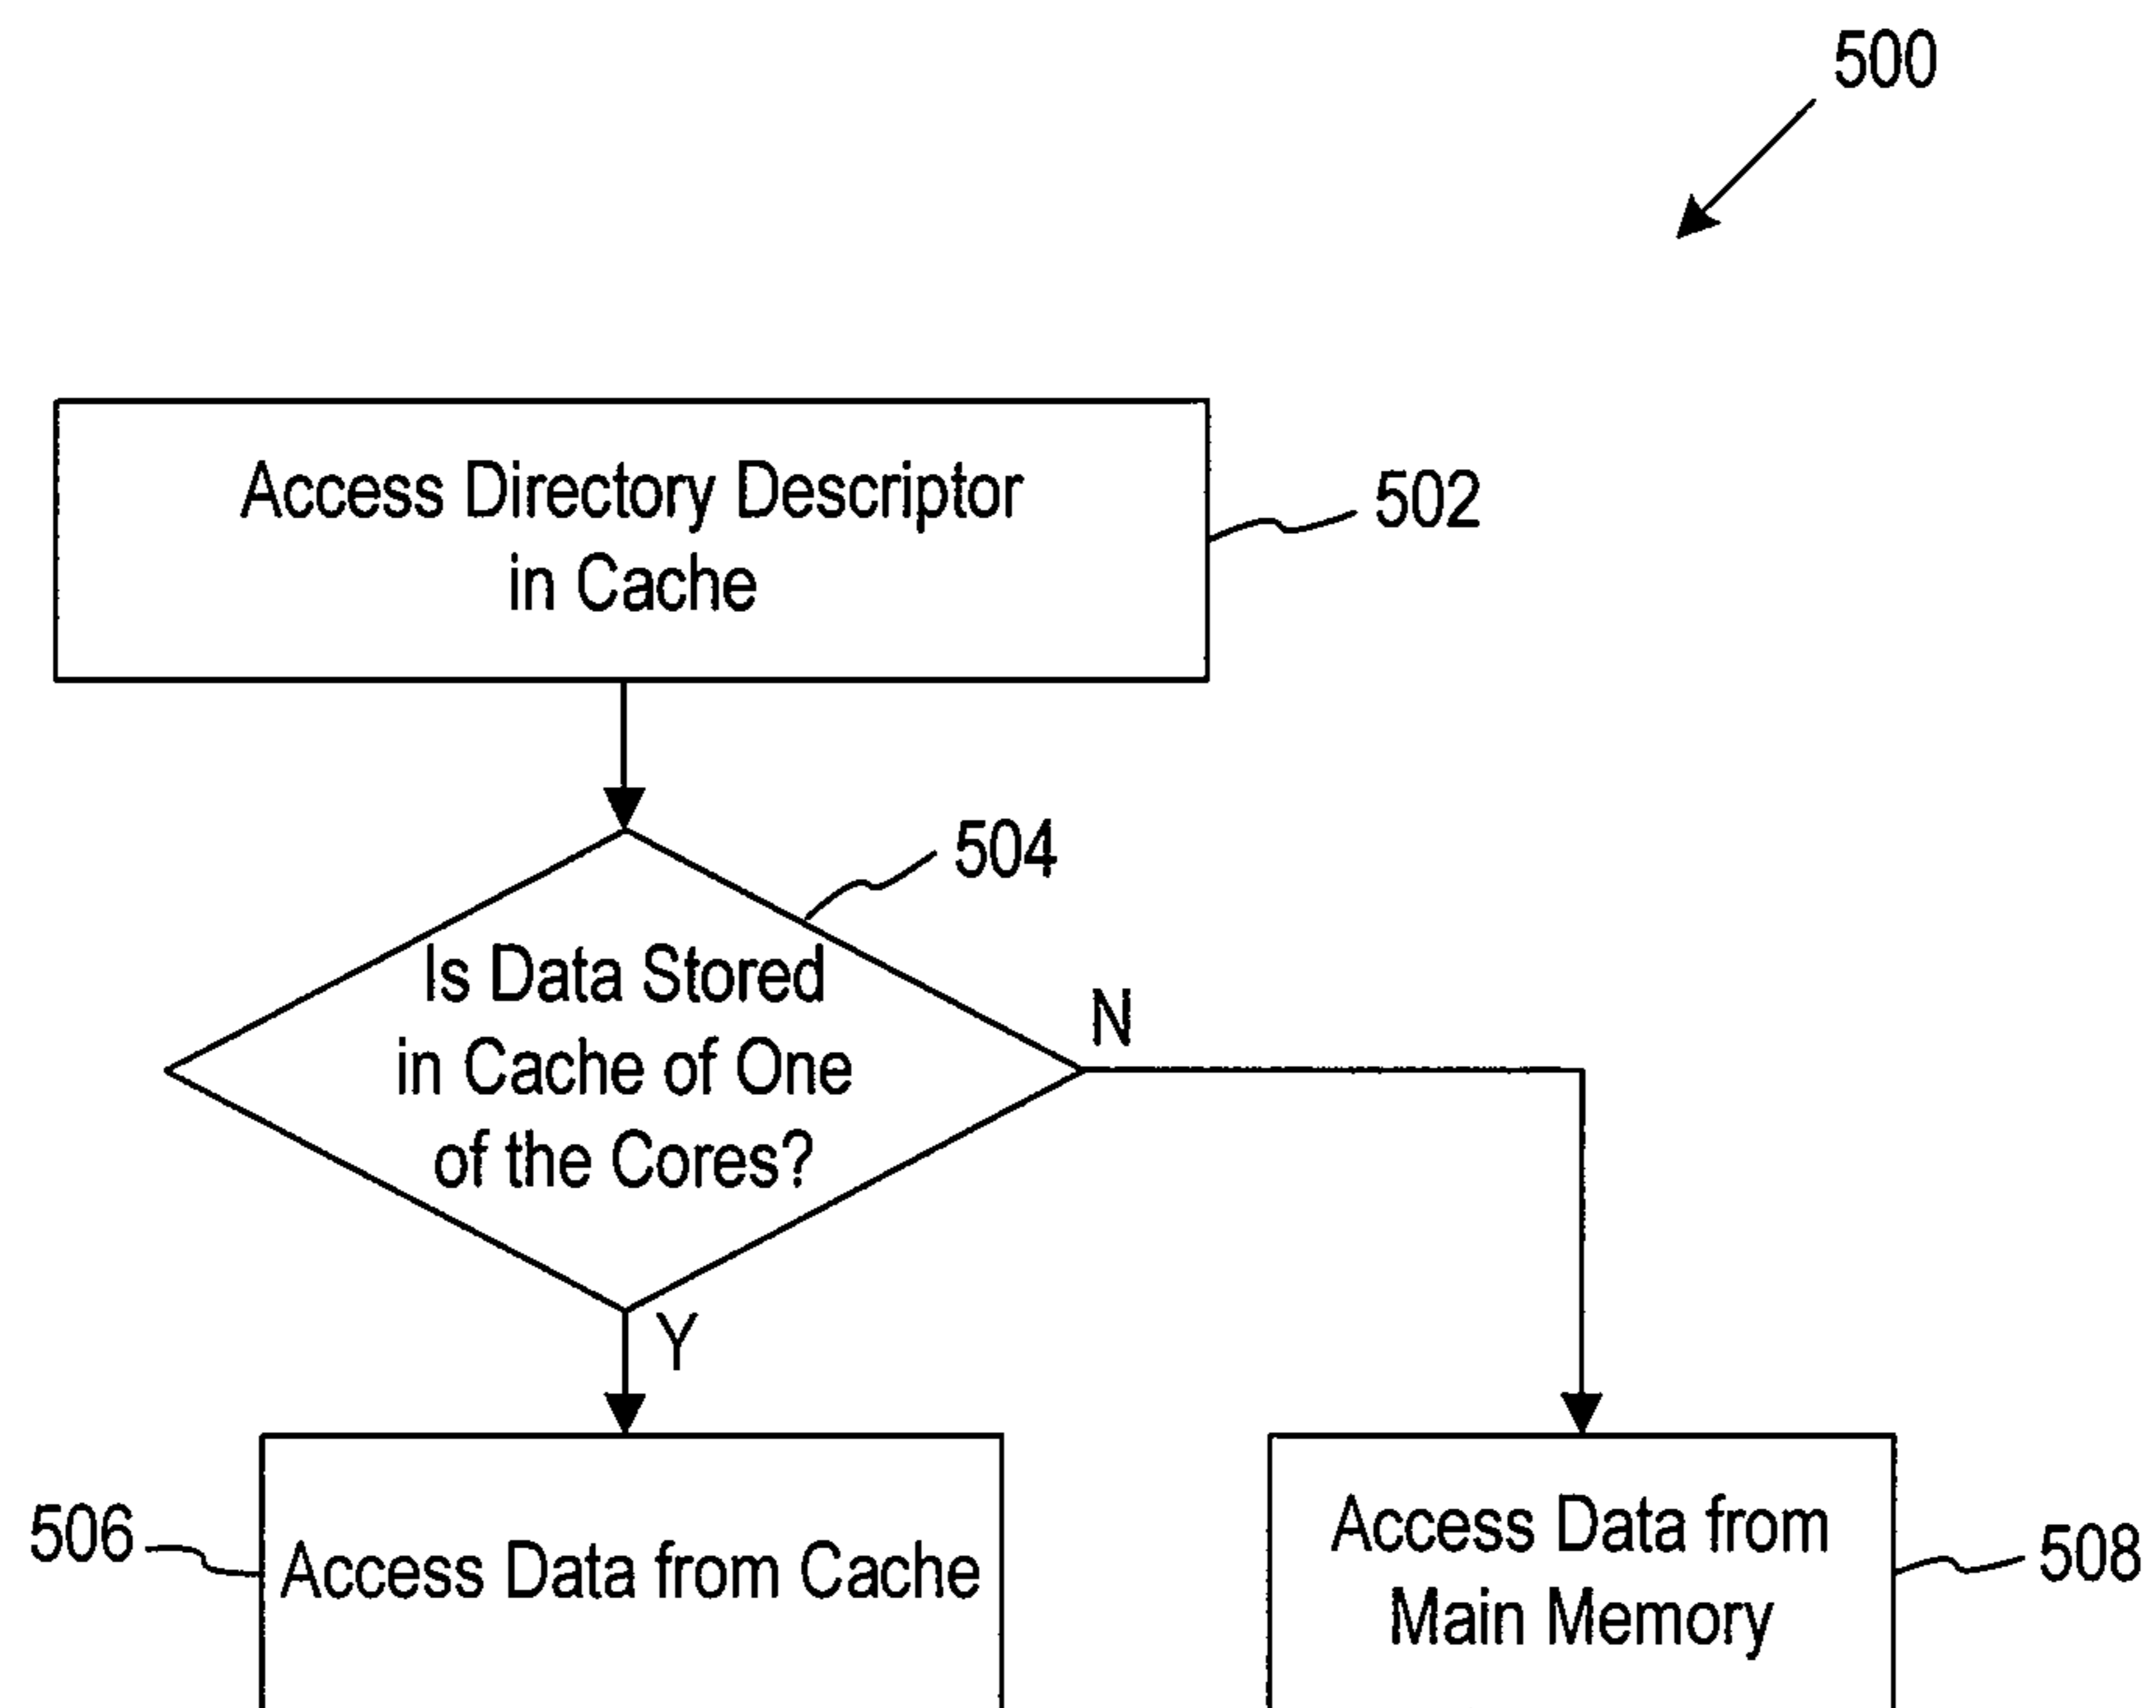 500
Access Directory Descriptor
in Cache
502
504
Is Data Stored
in Cache of One
of the Cores?
N
Y
506
Access Data from Cache
Access Data from
Main Memory
508